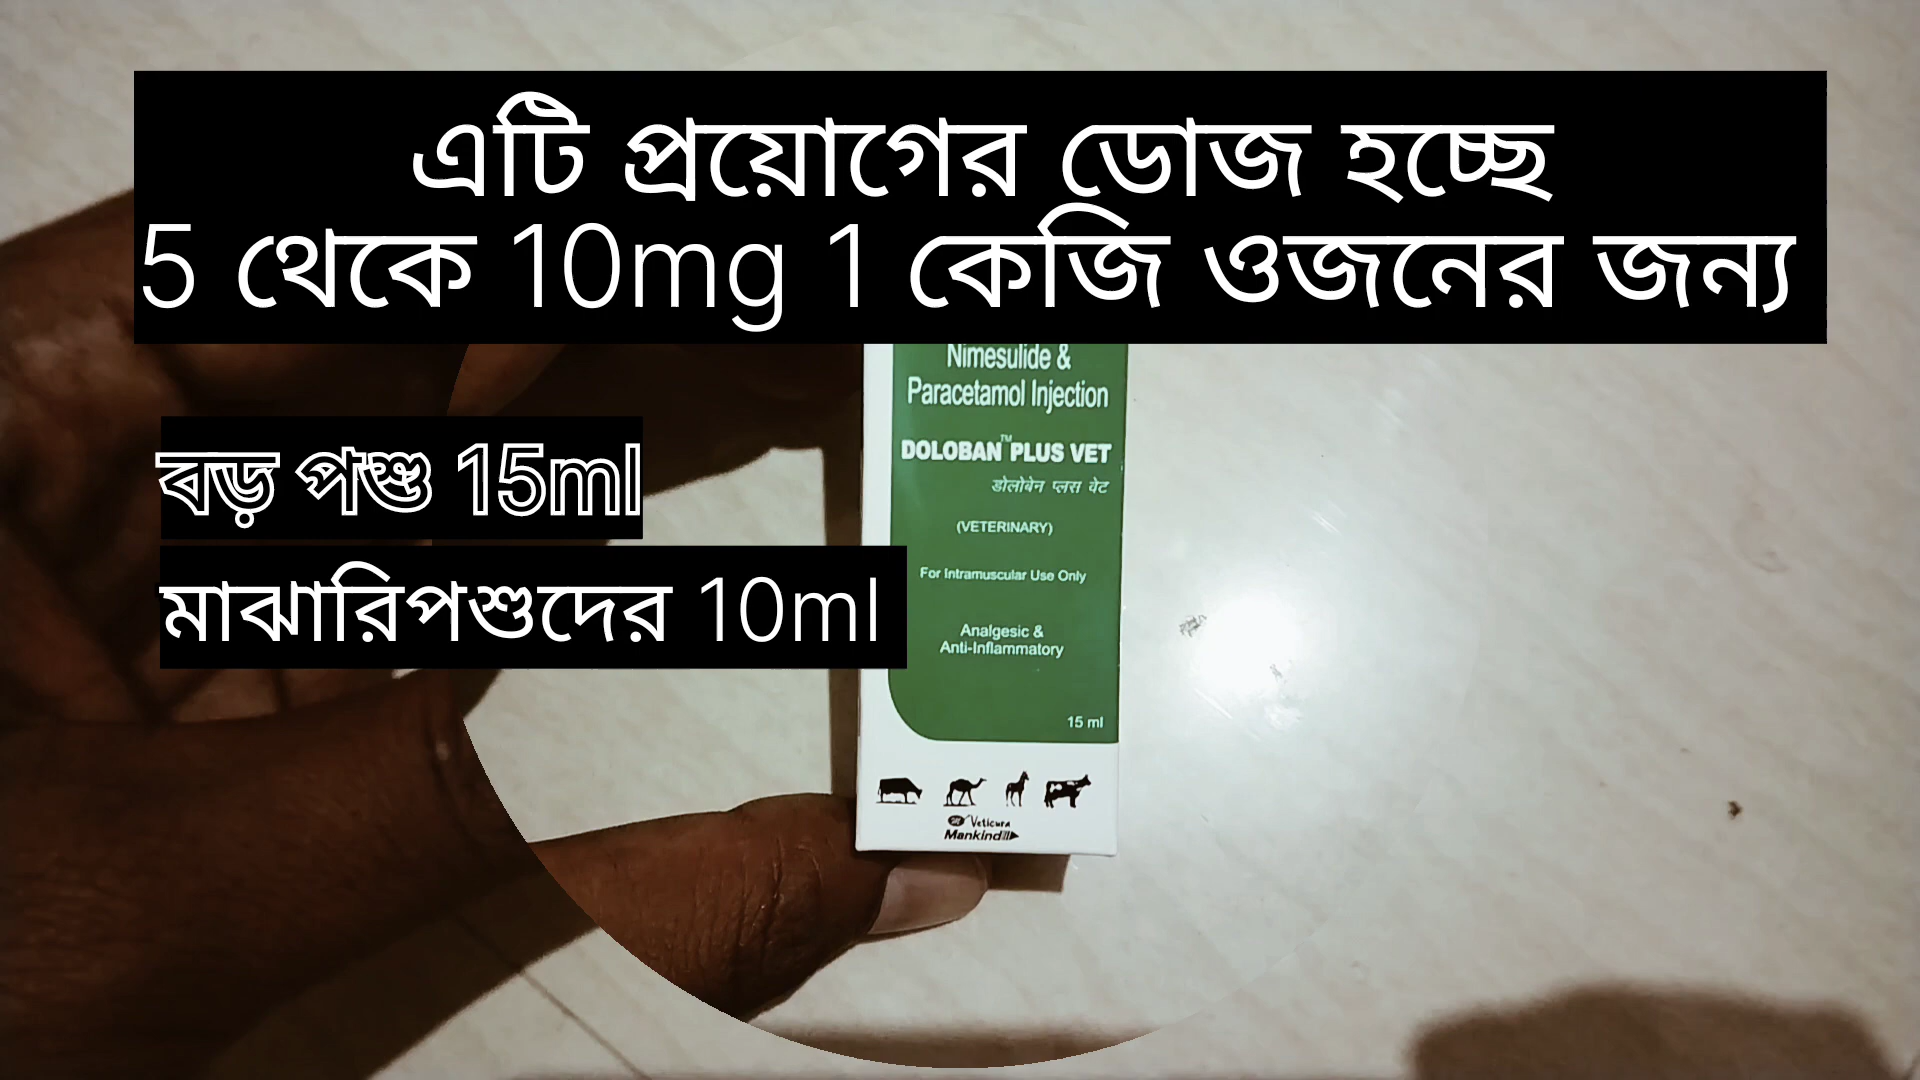 এটি প্রয়োগের ডোজ হচ্ছে
5 থেকে 10mg 1 কেজি ওজনের জন্য
বড় পশু 15ml
মাঝারিপশুদের 10ml
Nimesulide &
Paracetamol Injection
DOLOBAN™ PLUS VET
डोलोबेन प्लस वेट
(VETERINARY)
For Intramuscular Use Only
Analgesic &
Anti-Inflammatory
15 ml
Veticura
Mankind